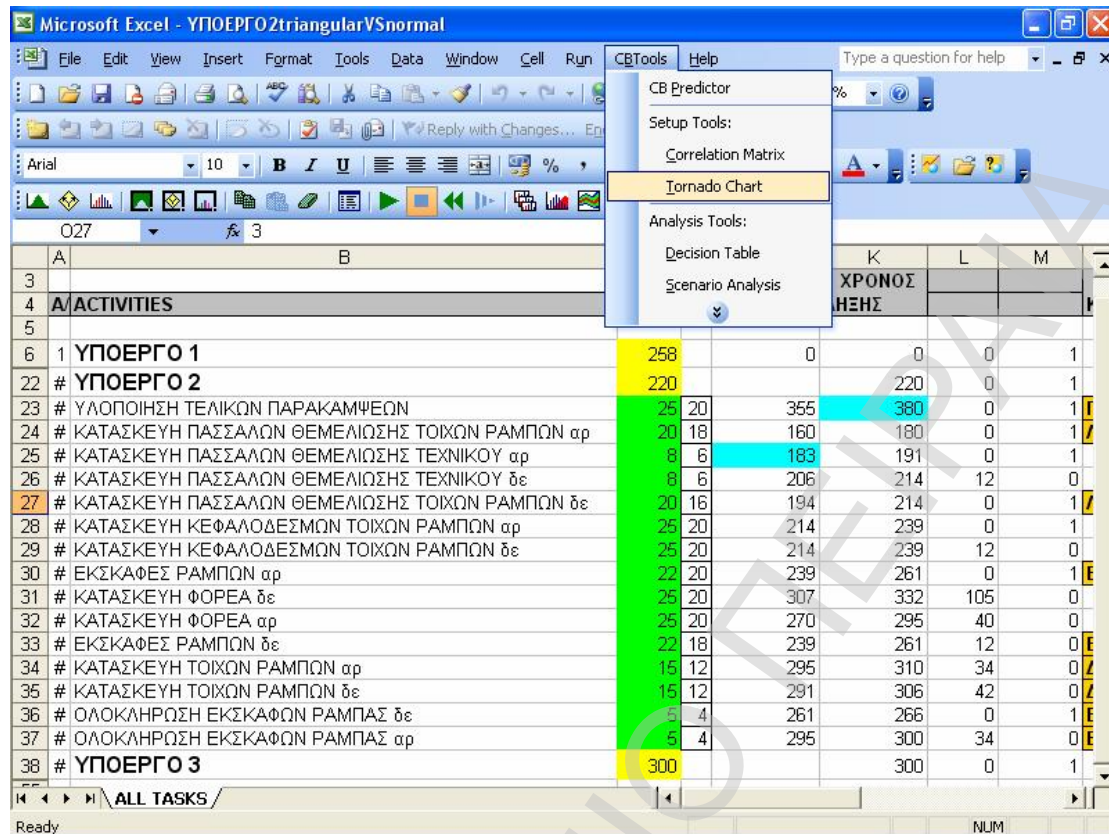 Microsoft Excel - ΥΠΟΕΡΓΟ2triangularVSnormal
File Edit View Insert Format Tools Data Window Cell Run CBTools Help Type a question for help
CB Predictor
Setup Tools:
Correlation Matrix
Tornado Chart
Analysis Tools:
Decision Table
Scenario Analysis
Reply with Changes...
Arial 10 B I U % ,
O27 fx 3
A B K L M
3 ΧΡΟΝΟΣ
4 Α/ ACTIVITIES ΛΗΞΗΣ
5
6 1 ΥΠΟΕΡΓΟ 1 258 0 0 0 1
22 # ΥΠΟΕΡΓΟ 2 220 220 0 1
23 # ΥΛΟΠΟΙΗΣΗ ΤΕΛΙΚΩΝ ΠΑΡΑΚΑΜΨΕΩΝ 25 20 355 380 0 1
24 # ΚΑΤΑΣΚΕΥΗ ΠΑΣΣΑΛΩΝ ΘΕΜΕΛΙΩΣΗΣ ΤΟΙΧΩΝ ΡΑΜΠΩΝ αρ 20 18 160 180 0 1
25 # ΚΑΤΑΣΚΕΥΗ ΠΑΣΣΑΛΩΝ ΘΕΜΕΛΙΩΣΗΣ ΤΕΧΝΙΚΟΥ αρ 8 6 183 191 0 1
26 # ΚΑΤΑΣΚΕΥΗ ΠΑΣΣΑΛΩΝ ΘΕΜΕΛΙΩΣΗΣ ΤΕΧΝΙΚΟΥ δε 8 6 206 214 12 0
27 # ΚΑΤΑΣΚΕΥΗ ΠΑΣΣΑΛΩΝ ΘΕΜΕΛΙΩΣΗΣ ΤΟΙΧΩΝ ΡΑΜΠΩΝ δε 20 16 194 214 0 1
28 # ΚΑΤΑΣΚΕΥΗ ΚΕΦΑΛΟΔΕΣΜΩΝ ΤΟΙΧΩΝ ΡΑΜΠΩΝ αρ 25 20 214 239 0 1
29 # ΚΑΤΑΣΚΕΥΗ ΚΕΦΑΛΟΔΕΣΜΩΝ ΤΟΙΧΩΝ ΡΑΜΠΩΝ δε 25 20 214 239 12 0
30 # ΕΚΣΚΑΦΕΣ ΡΑΜΠΩΝ αρ 22 20 239 261 0 1
31 # ΚΑΤΑΣΚΕΥΗ ΦΟΡΕΑ δε 25 20 307 332 105 0
32 # ΚΑΤΑΣΚΕΥΗ ΦΟΡΕΑ αρ 25 20 270 295 40 0
33 # ΕΚΣΚΑΦΕΣ ΡΑΜΠΩΝ δε 22 18 239 261 12 0
34 # ΚΑΤΑΣΚΕΥΗ ΤΟΙΧΩΝ ΡΑΜΠΩΝ αρ 15 12 295 310 34 0
35 # ΚΑΤΑΣΚΕΥΗ ΤΟΙΧΩΝ ΡΑΜΠΩΝ δε 15 12 291 306 42 0
36 # ΟΛΟΚΛΗΡΩΣΗ ΕΚΣΚΑΦΩΝ ΡΑΜΠΑΣ δε 5 4 261 266 0 1
37 # ΟΛΟΚΛΗΡΩΣΗ ΕΚΣΚΑΦΩΝ ΡΑΜΠΑΣ αρ 5 4 295 300 34 0
38 # ΥΠΟΕΡΓΟ 3 300 300 0 1
ALL TASKS
Ready NUM